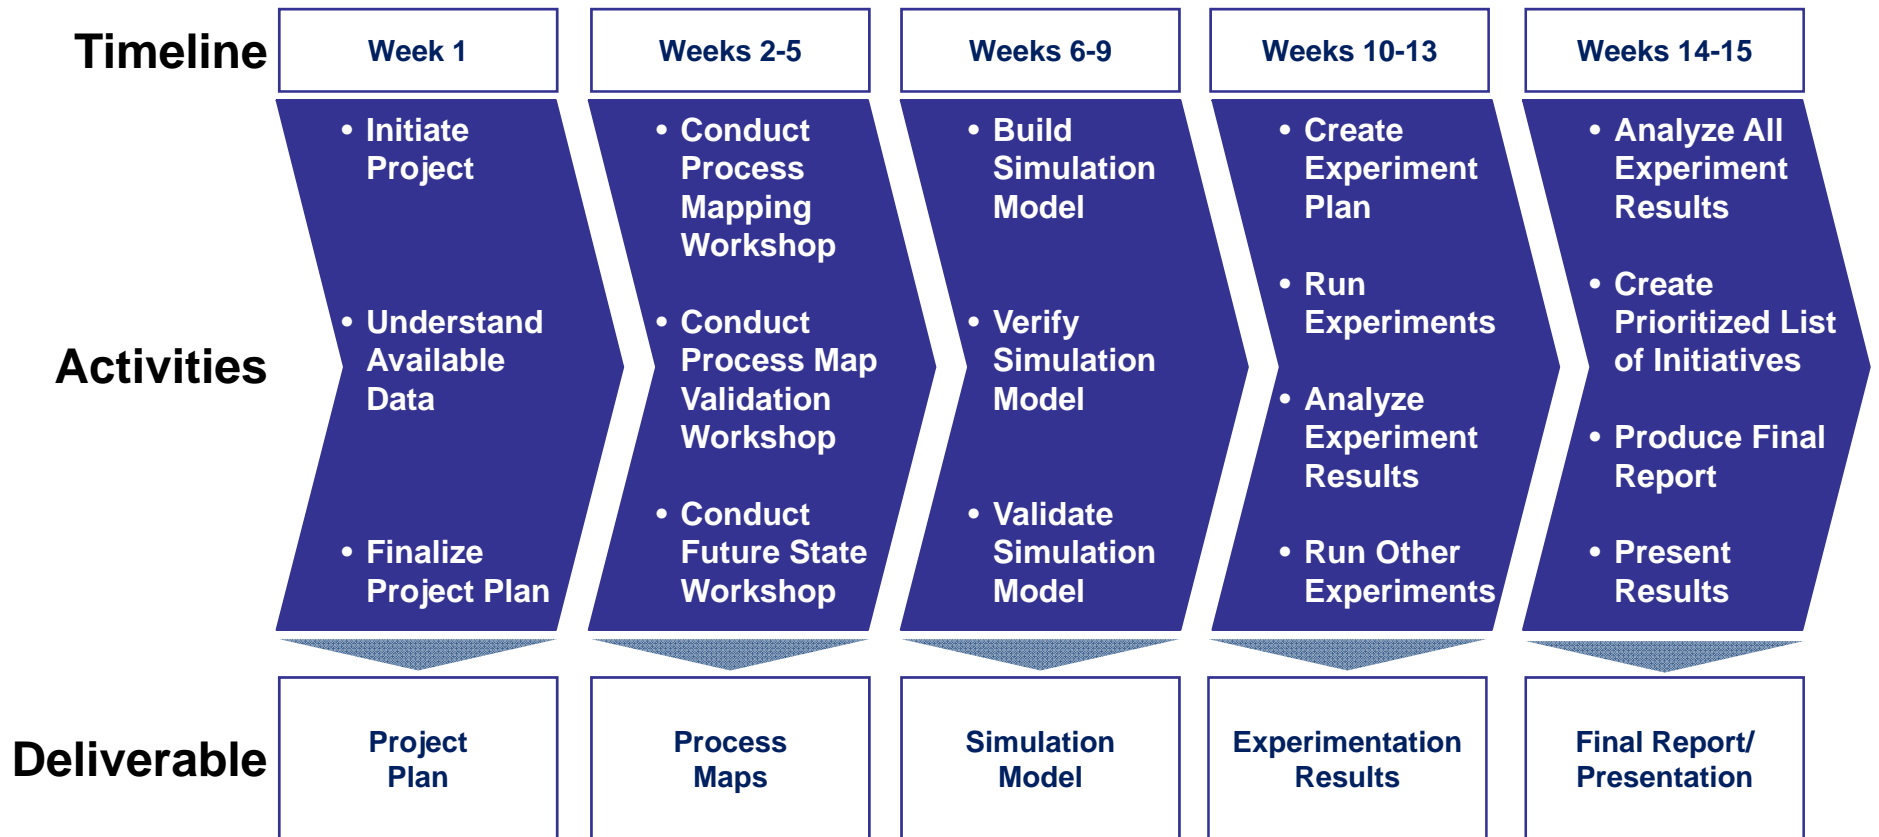 Timeline
Week 1
Weeks 2-5
Weeks 6-9
Weeks 10-13
Weeks 14-15
Activities
• Initiate
Project
• Understand
Available
Data
• Finalize
Project Plan
• Conduct
Process
Mapping
Workshop
• Conduct
Process Map
Validation
Workshop
• Conduct
Future State
Workshop
• Build
Simulation
Model
• Verify
Simulation
Model
• Validate
Simulation
Model
• Create
Experiment
Plan
• Run
Experiments
• Analyze
Experiment
Results
• Run Other
Experiments
• Analyze All
Experiment
Results
• Create
Prioritized List
of Initiatives
• Produce Final
Report
• Present
Results
Deliverable
Project
Plan
Process
Maps
Simulation
Model
Experimentation
Results
Final Report/
Presentation